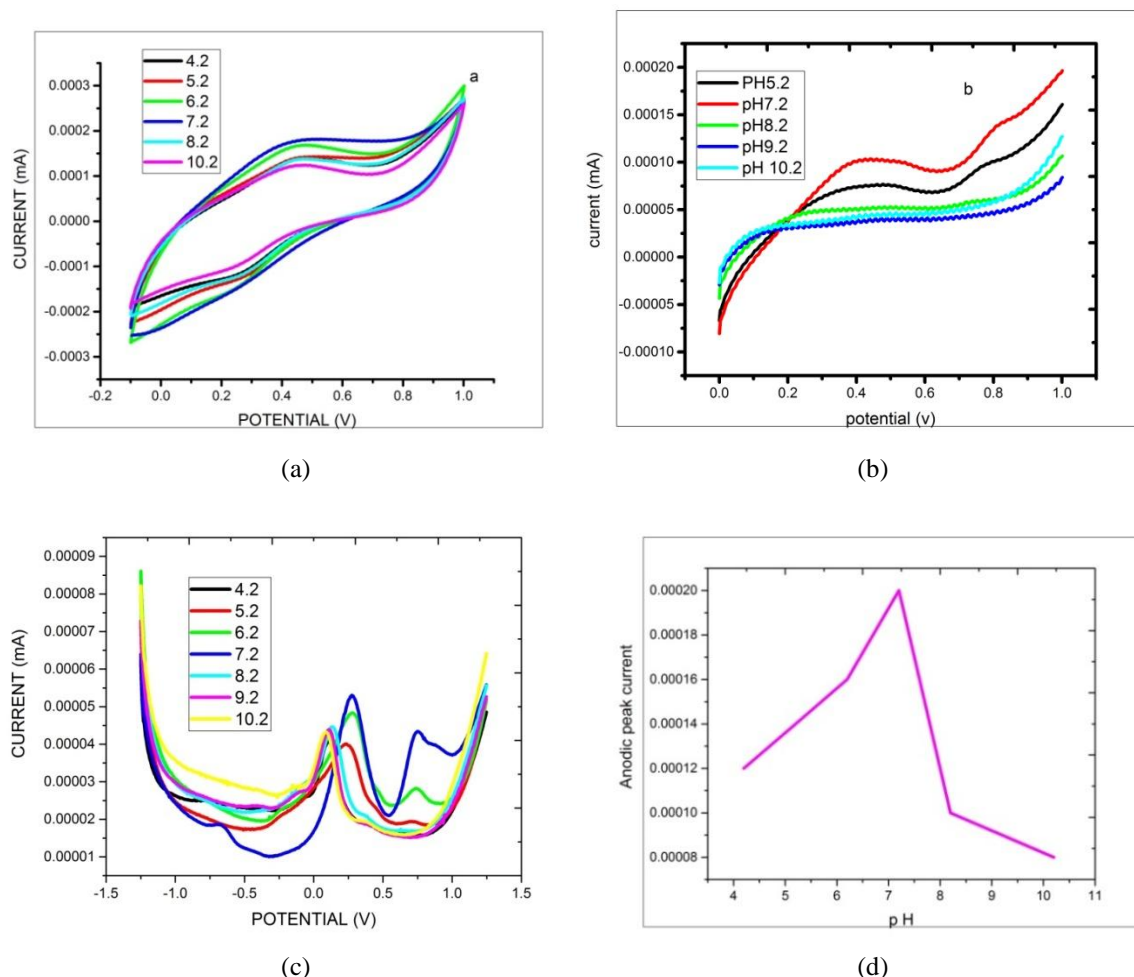 a
4.2
5.2
6.2
7.2
8.2
10.2
0.0003
0.0002
0.0001
0.0000
-0.0001
-0.0002
-0.0003
CURRENT (mA)
-0.2 0.0 0.2 0.4 0.6 0.8 1.0
POTENTIAL (V)
(a)
b
PH5.2
pH7.2
pH8.2
pH9.2
pH 10.2
0.00020
0.00015
0.00010
0.00005
0.00000
-0.00005
-0.00010
current (mA)
0.0 0.2 0.4 0.6 0.8 1.0
potential (v)
(b)
4.2
5.2
6.2
7.2
8.2
9.2
10.2
0.00009
0.00008
0.00007
0.00006
0.00005
0.00004
0.00003
0.00002
0.00001
CURRENT (mA)
-1.5 -1.0 -0.5 0.0 0.5 1.0 1.5
POTENTIAL (V)
(c)
0.00020
0.00018
0.00016
0.00014
0.00012
0.00010
0.00008
Anodic peak current
4 5 6 7 8 9 10 11
p H
(d)